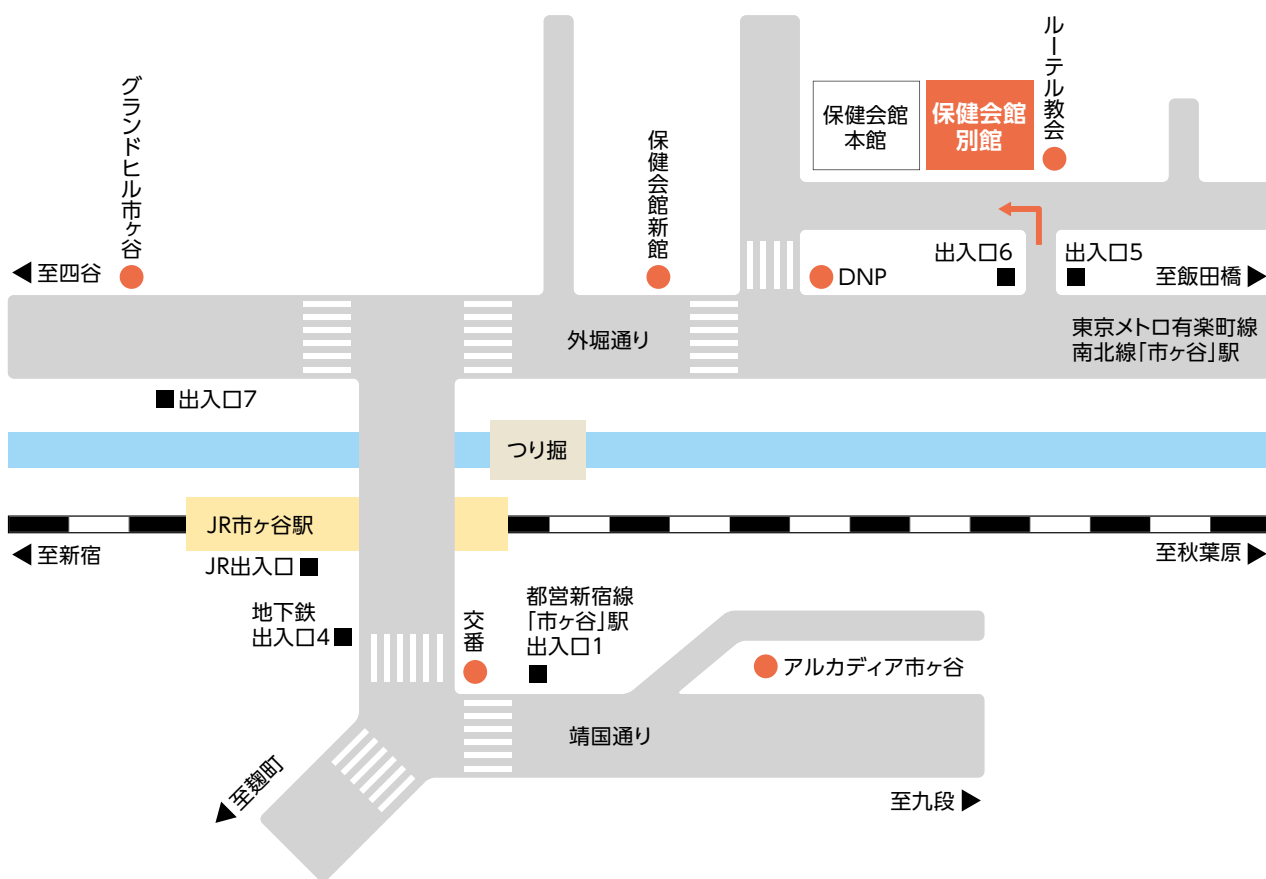 ルーテル教会
グランドヒル市ヶ谷
保健会館
本館
保健会館
別館
保健会館新館
出入口6
出入口5
◀至四谷
DNP
至飯田橋▶
外堀通り
東京メトロ有楽町線
南北線「市ヶ谷」駅
出入口7
つり掘
JR市ヶ谷駅
◀至新宿
至秋葉原▶
JR出入口
地下鉄
出入口4
交番
都営新宿線
「市ヶ谷」駅
出入口1
アルカディア市ヶ谷
靖国通り
◀至麹町
至九段▶